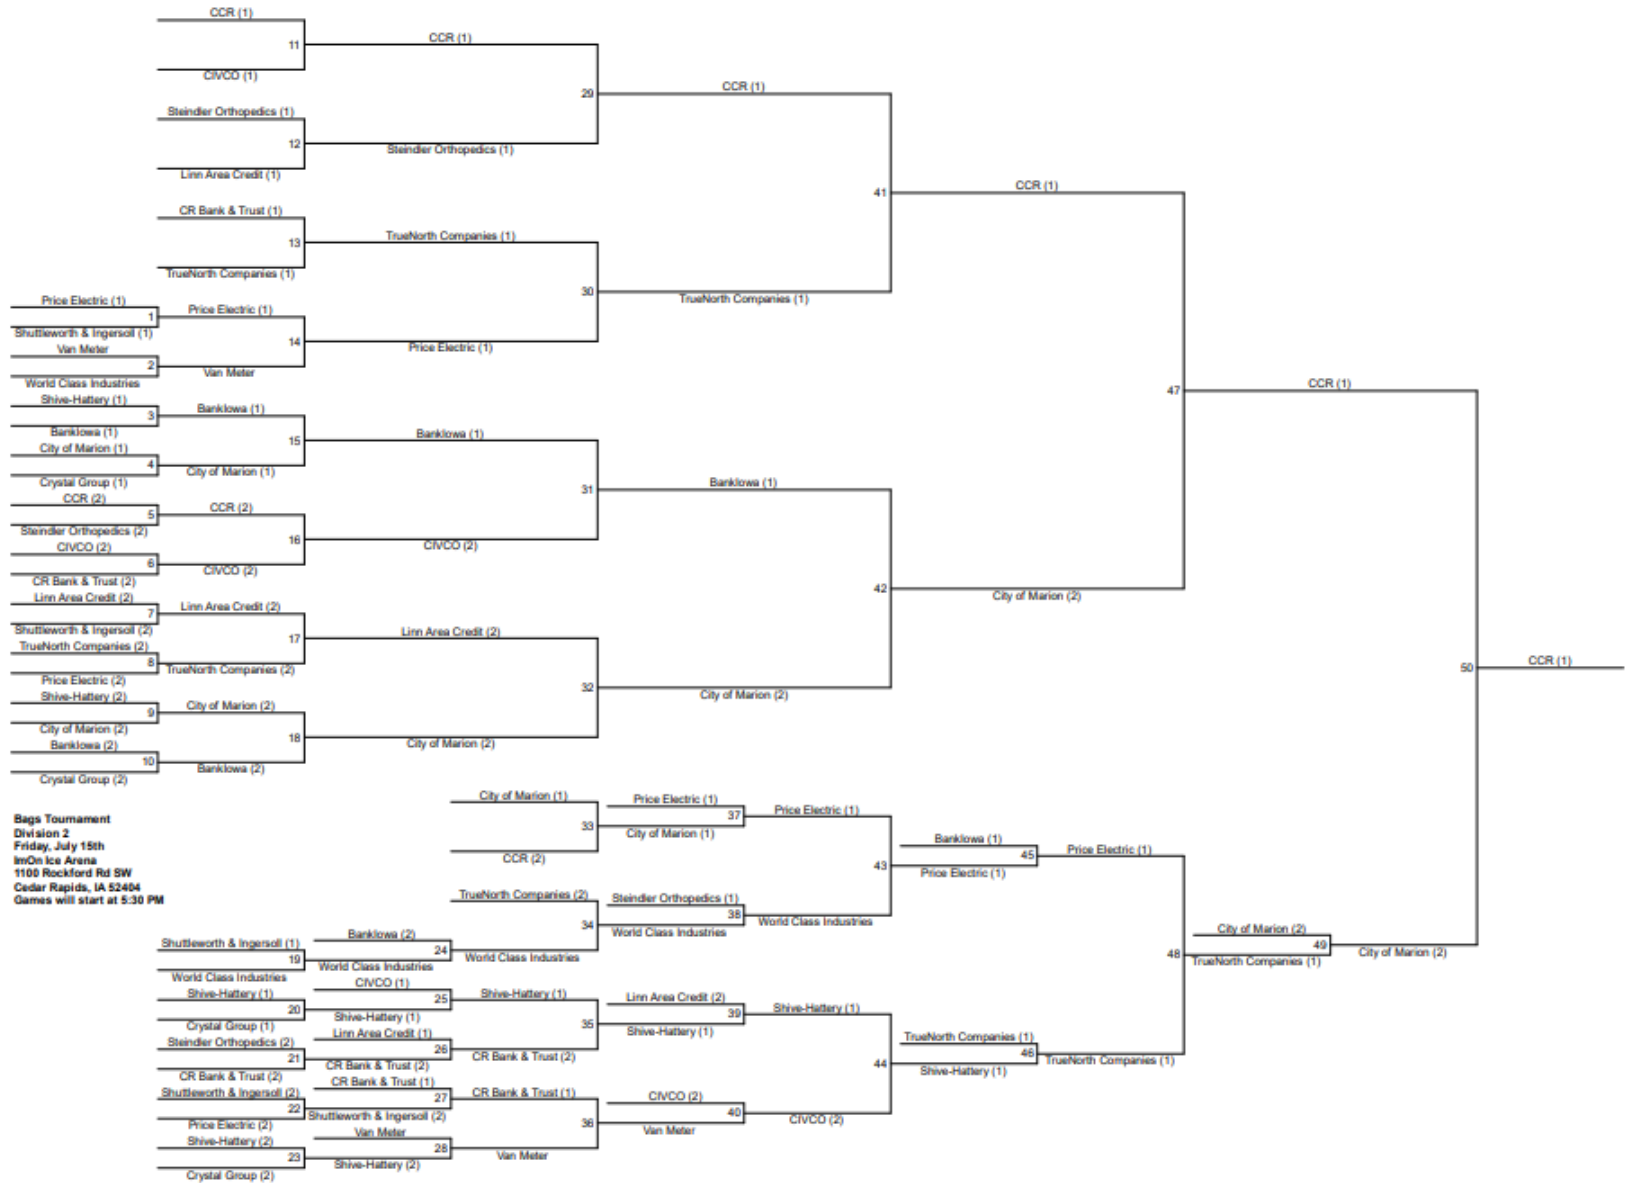 CCR (1)
11
CCR (1)
CIVCO (1)
29
CCR (1)
Steindler Orthopedics (1)
12
Steindler Orthopedics (1)
Linn Area Credit (1)
41
CCR (1)
CR Bank & Trust (1)
13
TrueNorth Companies (1)
TrueNorth Companies (1)
30
TrueNorth Companies (1)
Price Electric (1)
1
Price Electric (1)
Shuttleworth & Ingersoll (1)
14
Price Electric (1)
Van Meter
2
Van Meter
World Class Industries
47
CCR (1)
Shive-Hattery (1)
3
BankIowa (1)
BankIowa (1)
15
BankIowa (1)
City of Marion (1)
4
City of Marion (1)
Crystal Group (1)
31
BankIowa (1)
CCR (2)
5
CCR (2)
Steindler Orthopedics (2)
16
CIVCO (2)
CIVCO (2)
6
CIVCO (2)
CR Bank & Trust (2)
42
City of Marion (2)
Linn Area Credit (2)
7
Linn Area Credit (2)
Shuttleworth & Ingersoll (2)
17
Linn Area Credit (2)
TrueNorth Companies (2)
8
TrueNorth Companies (2)
Price Electric (2)
32
City of Marion (2)
50
CCR (1)
Shive-Hattery (2)
9
City of Marion (2)
City of Marion (2)
18
City of Marion (2)
BankIowa (2)
10
BankIowa (2)
Crystal Group (2)
Bags Tournament
Division 2
Friday, July 15th
ImOn Ice Arena
1100 Rockford Rd SW
Cedar Rapids, IA 52404
Games will start at 5:30 PM
City of Marion (1)
33
CCR (2)
Price Electric (1)
37
City of Marion (1)
Price Electric (1)
43
BankIowa (1)
45
Price Electric (1)
Price Electric (1)
TrueNorth Companies (2)
34
World Class Industries
Steindler Orthopedics (1)
38
World Class Industries
World Class Industries
Shuttleworth & Ingersoll (1)
19
World Class Industries
BankIowa (2)
24
World Class Industries
48
City of Marion (2)
49
TrueNorth Companies (1)
City of Marion (2)
Shive-Hattery (1)
20
Crystal Group (1)
CIVCO (1)
25
Shive-Hattery (1)
Shive-Hattery (1)
35
Linn Area Credit (2)
39
Shive-Hattery (1)
Shive-Hattery (1)
Steindler Orthopedics (2)
21
CR Bank & Trust (2)
Linn Area Credit (1)
26
CR Bank & Trust (2)
CR Bank & Trust (2)
44
TrueNorth Companies (1)
46
Shive-Hattery (1)
TrueNorth Companies (1)
Shuttleworth & Ingersoll (2)
22
Price Electric (2)
CR Bank & Trust (1)
27
Shuttleworth & Ingersoll (2)
CR Bank & Trust (1)
36
CIVCO (2)
40
Van Meter
CIVCO (2)
Shive-Hattery (2)
23
Crystal Group (2)
Van Meter
28
Shive-Hattery (2)
Van Meter